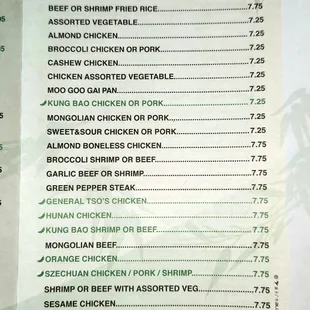 BEEF OR SHRIMP FRIED RICE 7.75
ASSORTED VEGETABLE 7.25
ALMOND CHICKEN 7.25
BROCCOLI CHICKEN OR PORK 7.25
CASHEW CHICKEN 7.25
CHICKEN ASSORTED VEGETABLE 7.25
MOO GOO GAI PAN 7.25
KUNG BAO CHICKEN OR PORK 7.25
MONGOLIAN CHICKEN OR PORK 7.25
SWEET&SOUR CHICKEN OR PORK 7.25
ALMOND BONELESS CHICKEN 7.75
BROCCOLI SHRIMP OR BEEF 7.75
GARLIC BEEF OR SHRIMP 7.75
GREEN PEPPER STEAK 7.75
GENERAL TSO'S CHICKEN 7.75
HUNAN CHICKEN 7.75
KUNG BAO SHRIMP OR BEEF 7.75
MONGOLIAN BEEF 7.75
ORANGE CHICKEN 7.75
SZECHUAN CHICKEN / PORK / SHRIMP 7.75
SHRIMP OR BEEF WITH ASSORTED VEG 7.75
SESAME CHICKEN 7.75